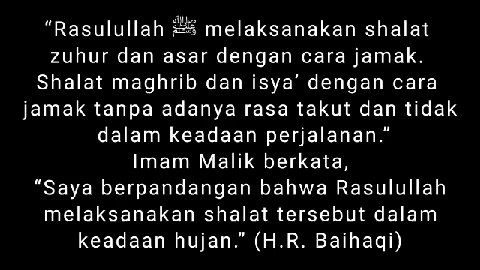 “Rasulullah ﷺ melaksanakan shalat
zuhur dan asar dengan cara jamak.
Shalat maghrib dan isya’ dengan cara
jamak tanpa adanya rasa takut dan tidak
dalam keadaan perjalanan.”
Imam Malik berkata,
“Saya berpandangan bahwa Rasulullah
melaksanakan shalat tersebut dalam
keadaan hujan.” (H.R. Baihaqi)